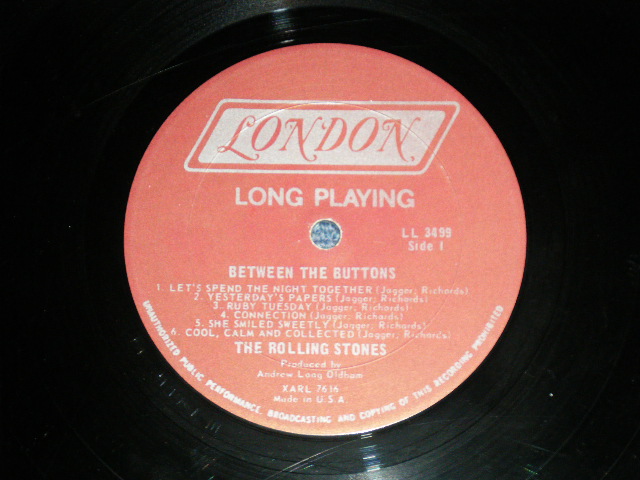 LONDON
LONG PLAYING
LL 3499
Side 1
BETWEEN THE BUTTONS
1. LET'S SPEND THE NIGHT TOGETHER (Jagger; Richards)
2. YESTERDAY'S PAPERS (Jagger; Richards)
3. RUBY TUESDAY (Jagger; Richards)
4. CONNECTION (Jagger; Richards)
5. SHE SMILED SWEETLY (Jagger; Richards)
6. COOL, CALM AND COLLECTED (Jagger; Richards)
THE ROLLING STONES
Produced by
Andrew Loog Oldham
XARL 7616
Made in U.S.A.
UNAUTHORIZED PUBLIC PERFORMANCE, BROADCASTING AND COPYING OF THIS RECORDING PROHIBITED